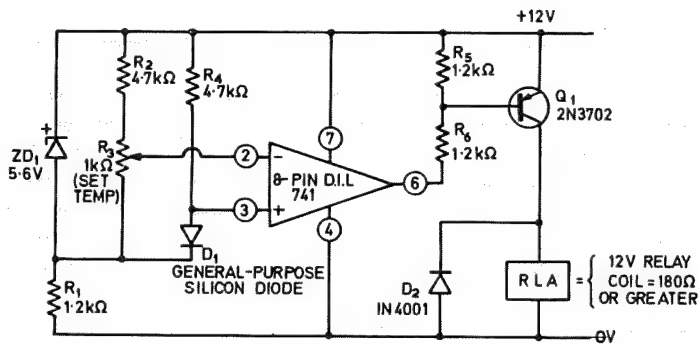 +12V
R2
4.7kΩ
R4
4.7kΩ
R5
1.2kΩ
Q1
2N3702
7
ZD1
5.6V
+
R3
1kΩ
(SET
TEMP)
2
-
8-PIN D.I.L
741
6
R6
1.2kΩ
3
+
4
D1
GENERAL-PURPOSE
SILICON DIODE
R1
1.2kΩ
D2
IN4001
RLA
=
12V RELAY
COIL = 180Ω
OR GREATER
0V